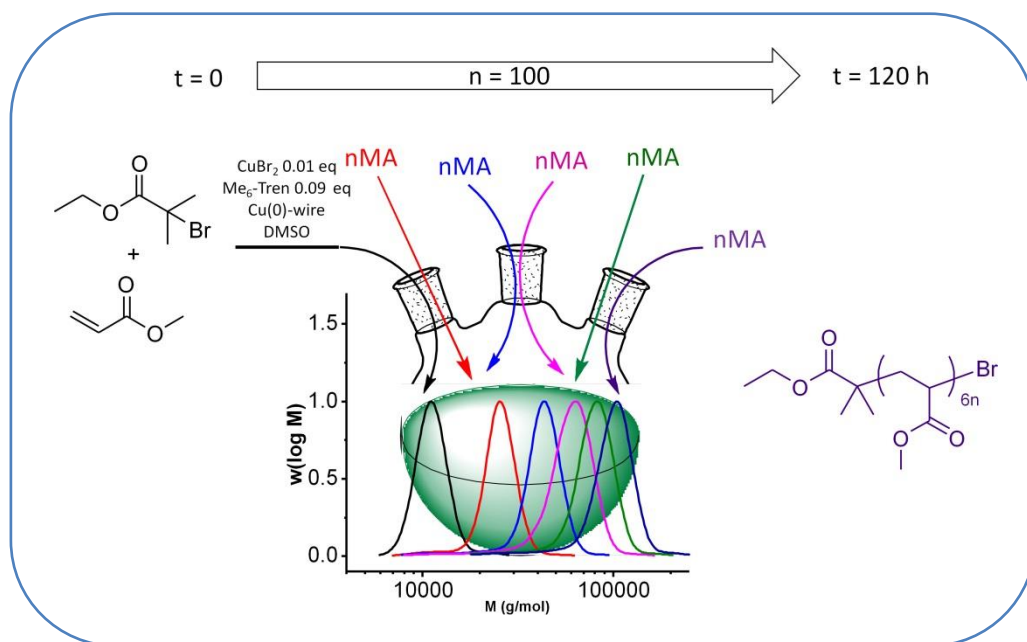 t = 0
n = 100
t = 120 h
CuBr₂ 0.01 eq
Me₆-Tren 0.09 eq
Cu(0)-wire
DMSO
nMA
nMA
nMA
nMA
nMA
O
O
Br
+
O
O
w(log M)
1.5
1.0
0.5
0.0
10000
100000
M (g/mol)
O
O
Br
6n
O
O